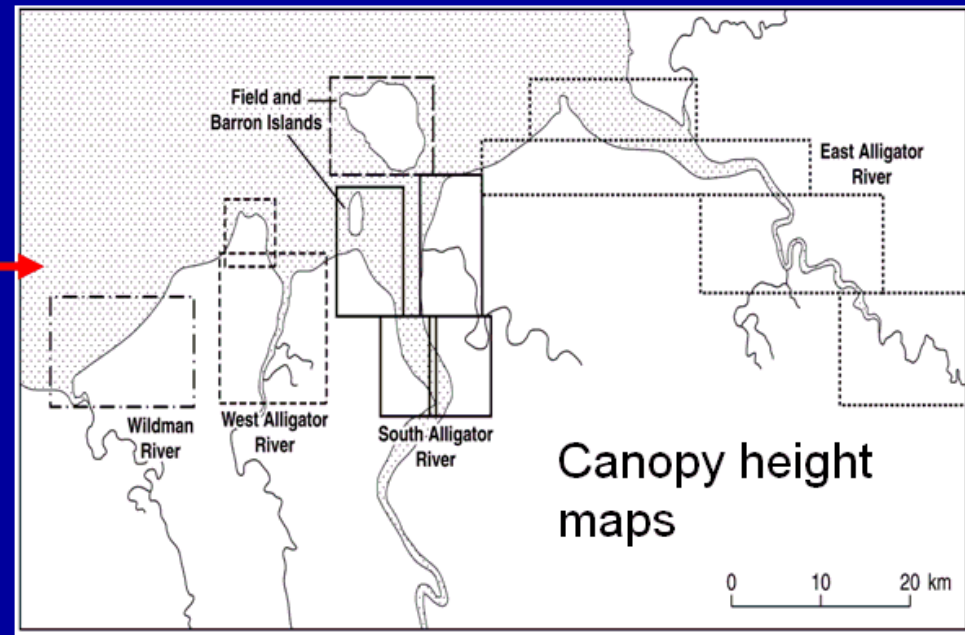 Field and
Barron Islands
East Alligator
River
Wildman
River
West Alligator
River
South Alligator
River
Canopy height
maps
0 10 20 km